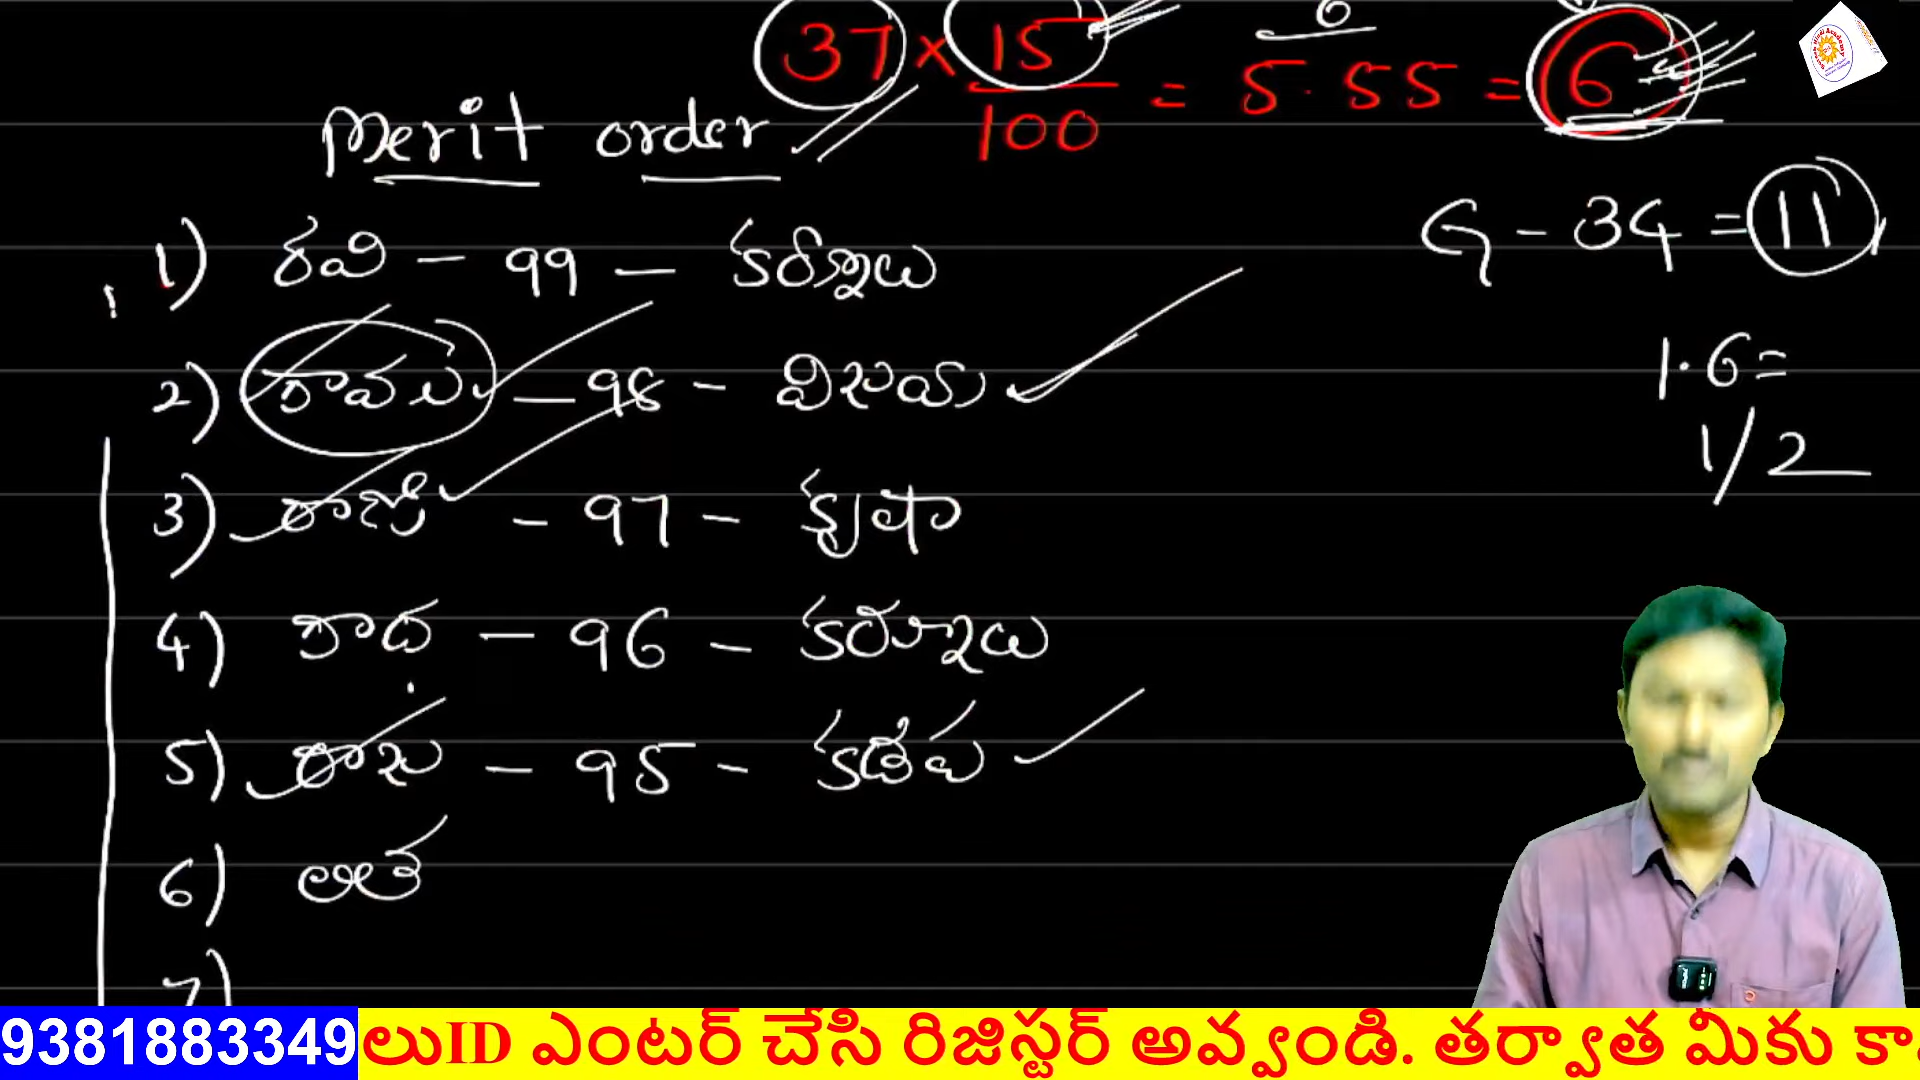 37 × 15/100 = 5.55 = 6
6
Merit order
G - 34 = 11
1) రవి - 99 - కర్నూలు
1.6 =
1/2
2) - 98 - విజయ
3) రాణి - 97 - కృష్ణా
4) రాద - 96 - కర్నూలు
5) రాజు - 95 - కడప
6) లత
7)
9381883349 లుID ఎంటర్ చేసి రిజిస్టర్ అవ్వండి. తర్వాత మీకు కా